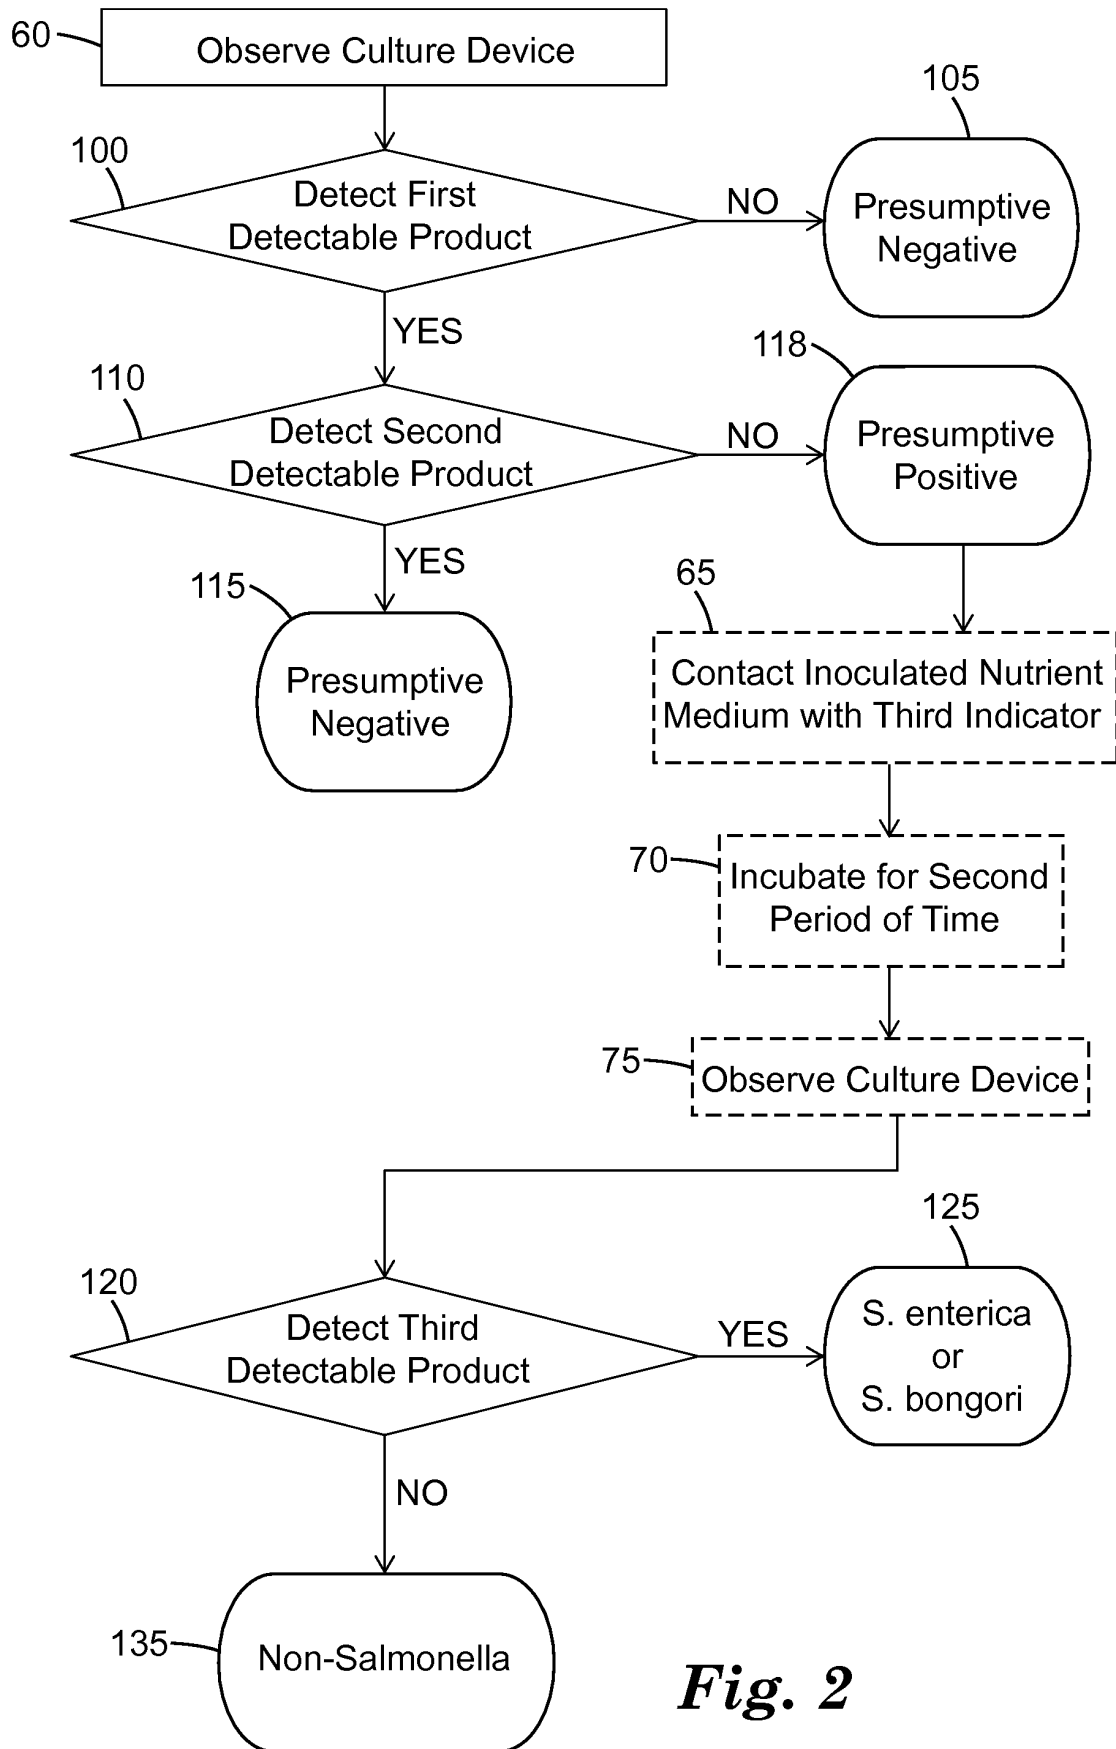 60
Observe Culture Device
105
100
Detect First
Detectable Product
NO
Presumptive
Negative
YES
118
110
Detect Second
Detectable Product
NO
Presumptive
Positive
YES
115
Presumptive
Negative
65
Contact Inoculated Nutrient
Medium with Third Indicator
70
Incubate for Second
Period of Time
75
Observe Culture Device
125
120
Detect Third
Detectable Product
YES
S. enterica
or
S. bongori
NO
135
Non-Salmonella
Fig. 2